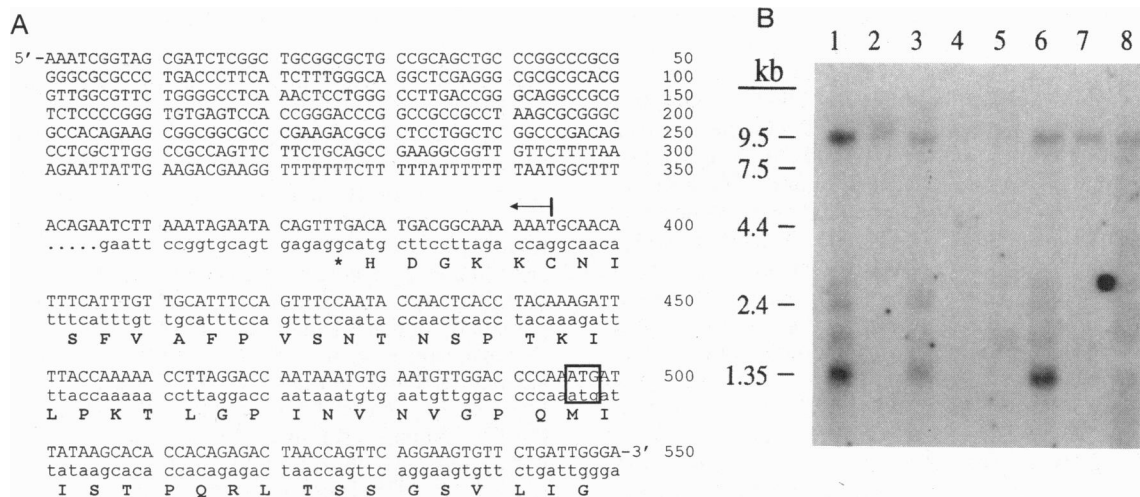 A
5'-AAATCGGTAG CGATCTCGGC TGCGGCGCTG CCGCAGCTGC CCGGCCCGCG 50
GGGCGCGCCC TGACCCTTCA TCTTTGGGCA GGCTCGAGGG CGCGCGCACG 100
GTTGGCGTTC TGGGGCCTCA AACTCCTGGG CCTTGACCGG GCAGGCCGCG 150
TCTCCCCGGG TGTGAGTCCA CCGGGACCCG GCCGCCGCCT AAGCGCGGGC 200
GCCACAGAAG CGGCGGCGCC CGAAGACGCG CTCCTGGCTC GGCCCGACAG 250
CCTCGCTTGG CCGCCAGTTC TTCTGCAGCC GAAGGCGGTT GTTCTTTTAA 300
AGAATTATTG AAGACGAAGG TTTTTTTCTT TTTATTTTTT TTAATGGCTTT 350
ACAGAATCTT AAATAGAATA CAGTTTGACA TGACGGCAAA AAATGCAACA 400
.....gaatt ccggtgcagt gagaggcatg cttccttaga ccaggcaaca
* H D G K K C N I
TTTCATTTGT TGCATTTCCA GTTTCCAATA CCAACTCACC TACAAAGATT 450
tttcatttgt tgcatttcca gtttccaata ccaactcacc tacaaagatt
S F V A F P V S N T N S P T K I
TTACCAAAAA CCTTAGGACC AATAAATGTG AATGTTGGAC CCCAAATGAT 500
ttaccaaaaa ccttaggacc aataaatgtg aatgttggac cccaaatgat
L P K T L G P I N V N V G P Q M I
TATAAGCACA CCACAGAGAC TAACCAGTTC AGGAAGTGTT CTGATTGGGA-3' 550
tataagcaca ccacagagac taaccagttc aggaagtgtt ctgattggga
I S T P Q R L T S S G S V L I G
B
1 2 3 4 5 6 7 8
kb
9.5
7.5
4.4
2.4
1.35